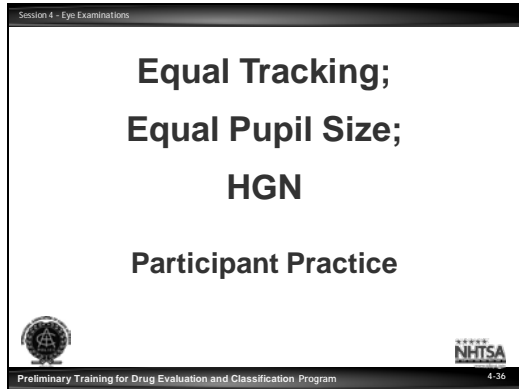 Session 4 - Eye Examinations
Equal Tracking;
Equal Pupil Size;
HGN
Participant Practice
NHTSA
Preliminary Training for Drug Evaluation and Classification Program
4-36